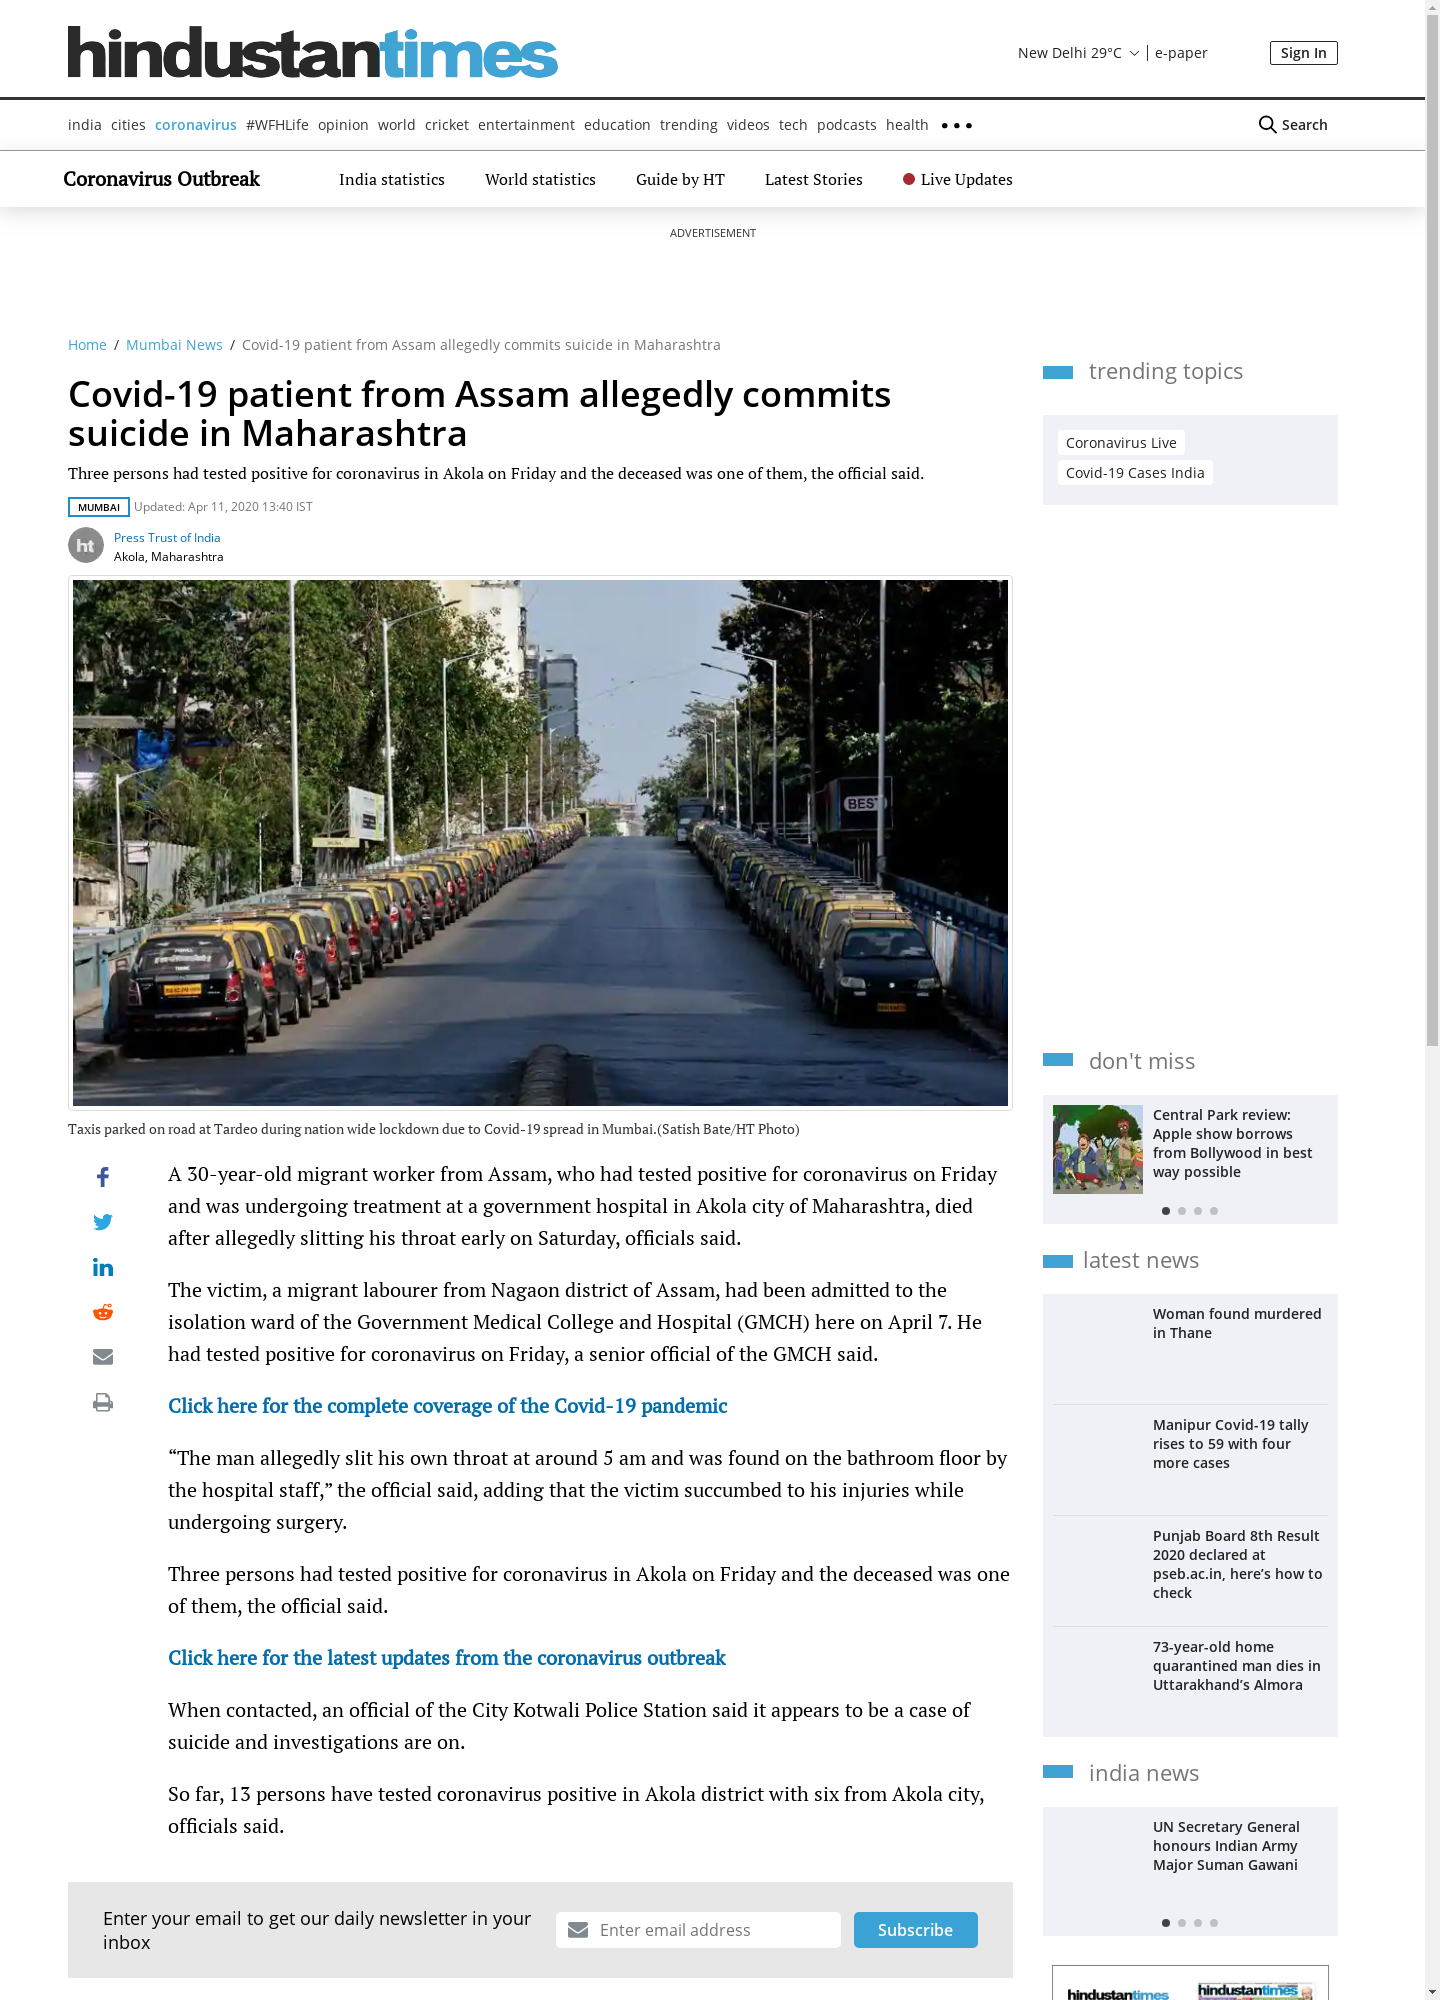 hindustantimes
New Delhi 29°C
e-paper
Sign In
india cities coronavirus #WFHLife opinion world cricket entertainment education trending videos tech podcasts health
Search
Coronavirus Outbreak
India statistics
World statistics
Guide by HT
Latest Stories
Live Updates
ADVERTISEMENT
Home / Mumbai News / Covid-19 patient from Assam allegedly commits suicide in Maharashtra
Covid-19 patient from Assam allegedly commits
suicide in Maharashtra
Three persons had tested positive for coronavirus in Akola on Friday and the deceased was one of them, the official said.
MUMBAI Updated: Apr 11, 2020 13:40 IST
ht
Press Trust of India
Akola, Maharashtra
BEST
Taxis parked on road at Tardeo during nation wide lockdown due to Covid-19 spread in Mumbai.(Satish Bate/HT Photo)
A 30-year-old migrant worker from Assam, who had tested positive for coronavirus on Friday
and was undergoing treatment at a government hospital in Akola city of Maharashtra, died
after allegedly slitting his throat early on Saturday, officials said.
The victim, a migrant labourer from Nagaon district of Assam, had been admitted to the
isolation ward of the Government Medical College and Hospital (GMCH) here on April 7. He
had tested positive for coronavirus on Friday, a senior official of the GMCH said.
Click here for the complete coverage of the Covid-19 pandemic
“The man allegedly slit his own throat at around 5 am and was found on the bathroom floor by
the hospital staff,” the official said, adding that the victim succumbed to his injuries while
undergoing surgery.
Three persons had tested positive for coronavirus in Akola on Friday and the deceased was one
of them, the official said.
Click here for the latest updates from the coronavirus outbreak
When contacted, an official of the City Kotwali Police Station said it appears to be a case of
suicide and investigations are on.
So far, 13 persons have tested coronavirus positive in Akola district with six from Akola city,
officials said.
Enter your email to get our daily newsletter in your
inbox
Enter email address
Subscribe
trending topics
Coronavirus Live
Covid-19 Cases India
don't miss
Central Park review:
Apple show borrows
from Bollywood in best
way possible
latest news
Woman found murdered
in Thane
Manipur Covid-19 tally
rises to 59 with four
more cases
Punjab Board 8th Result
2020 declared at
pseb.ac.in, here’s how to
check
73-year-old home
quarantined man dies in
Uttarakhand’s Almora
india news
UN Secretary General
honours Indian Army
Major Suman Gawani
hindustantimes
hindustantimes